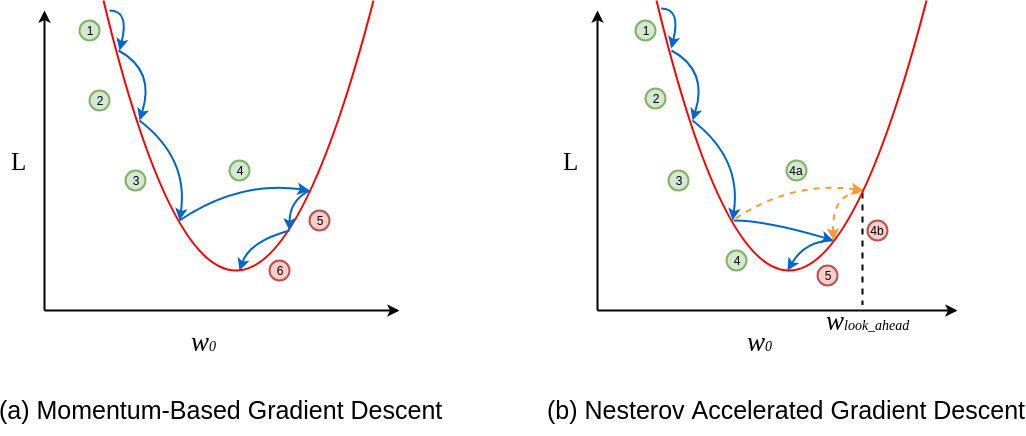 1
2
3
4
5
6
L
w0
(a) Momentum-Based Gradient Descent
1
2
3
4a
4b
4
5
L
wlook_ahead
w0
(b) Nesterov Accelerated Gradient Descent